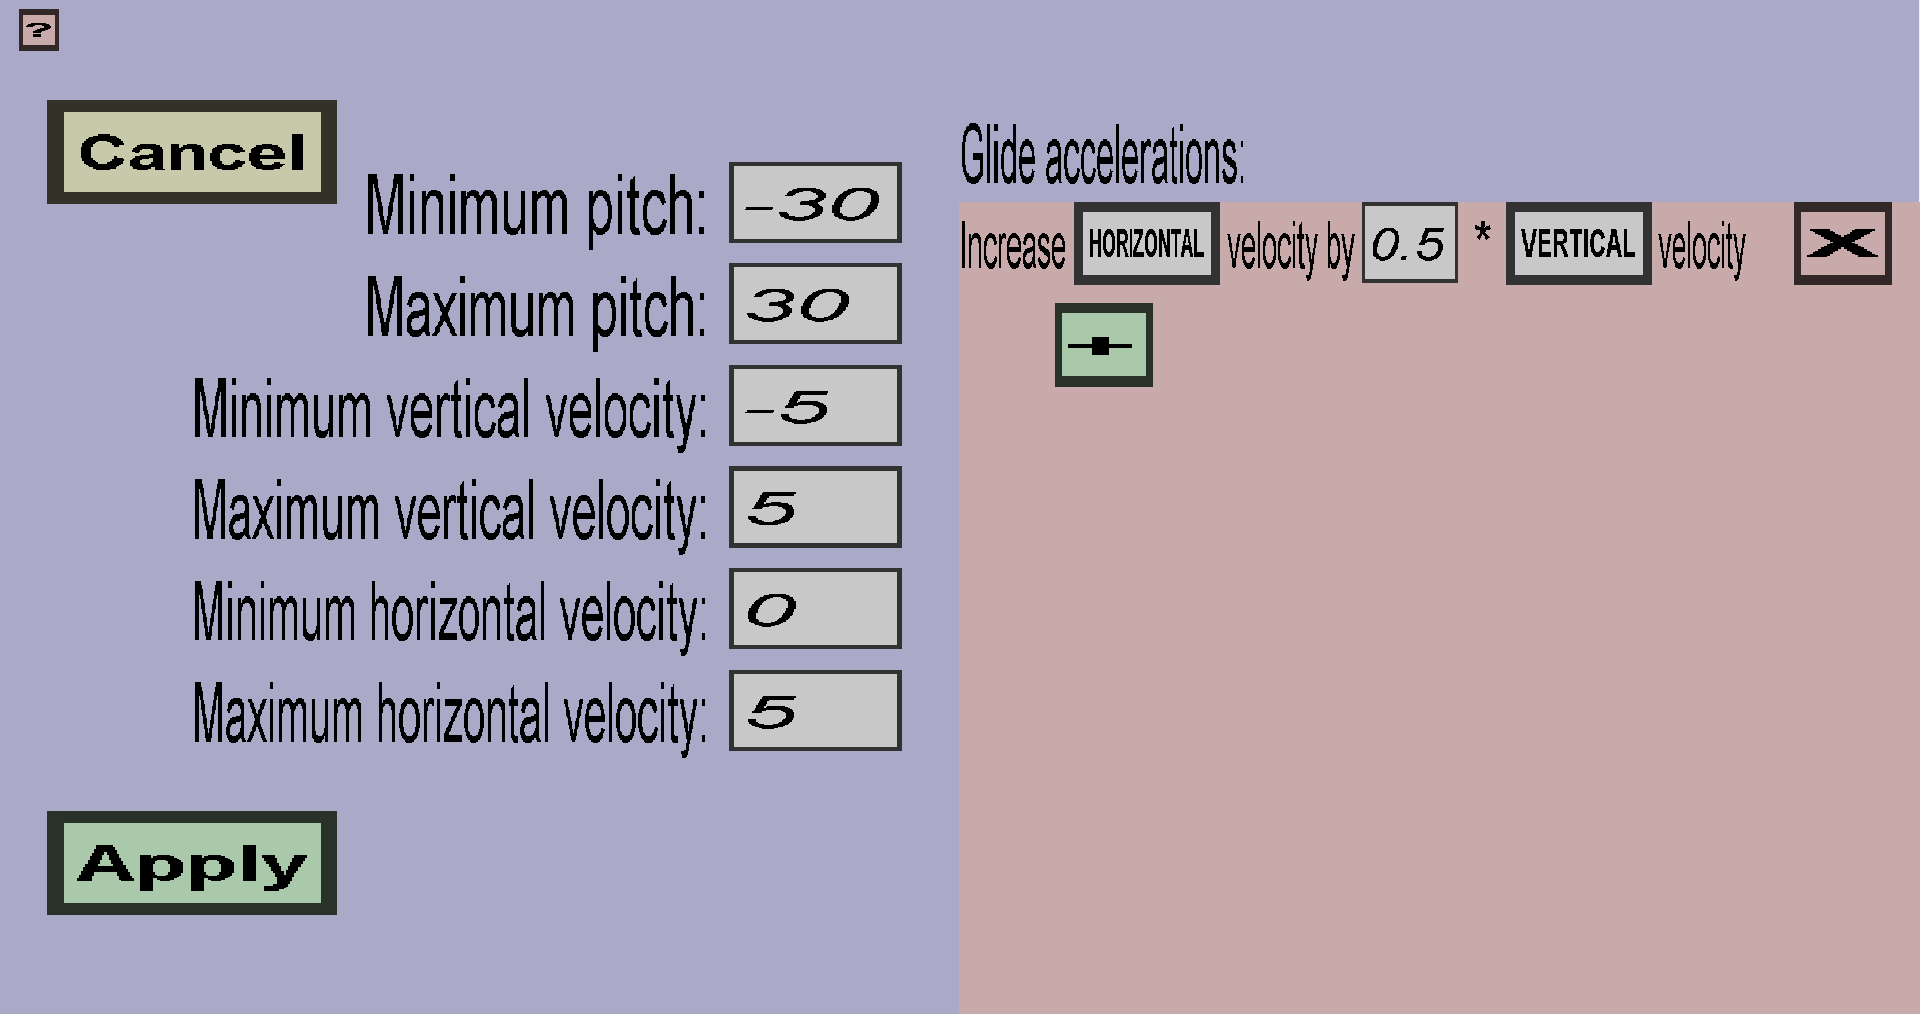 ?
Cancel
Minimum pitch: -30
Maximum pitch: 30
Minimum vertical velocity: -5
Maximum vertical velocity: 5
Minimum horizontal velocity: 0
Maximum horizontal velocity: 5
Apply
Glide accelerations:
Increase HORIZONTAL velocity by 0.5 * VERTICAL velocity X
+